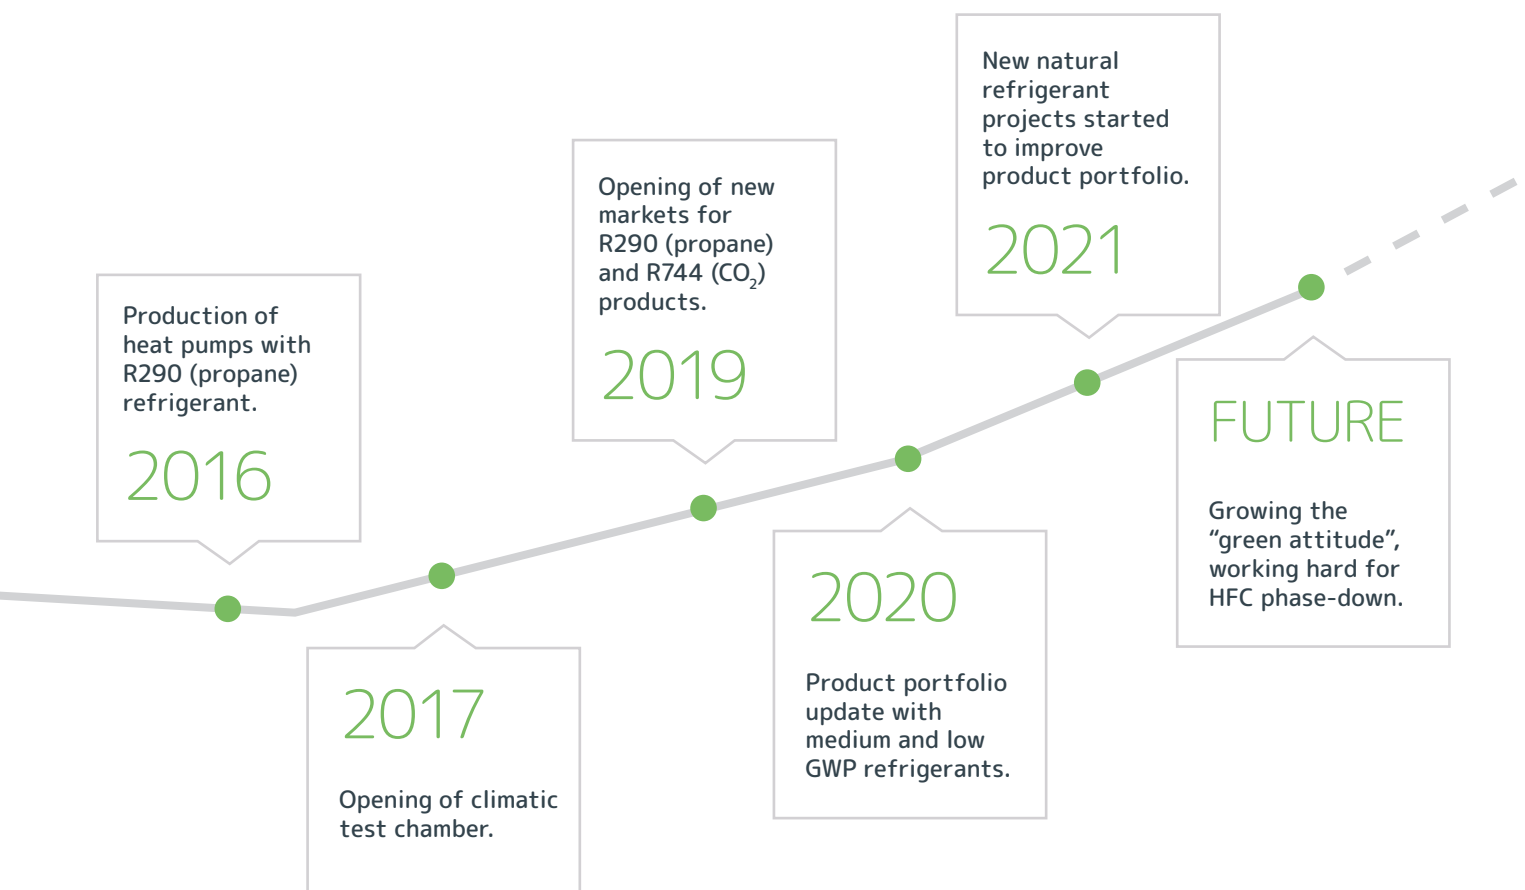 Production of
heat pumps with
R290 (propane)
refrigerant.
2016
2017
Opening of climatic
test chamber.
Opening of new
markets for
R290 (propane)
and R744 (CO₂)
products.
2019
2020
Product portfolio
update with
medium and low
GWP refrigerants.
New natural
refrigerant
projects started
to improve
product portfolio.
2021
FUTURE
Growing the
“green attitude”,
working hard for
HFC phase-down.